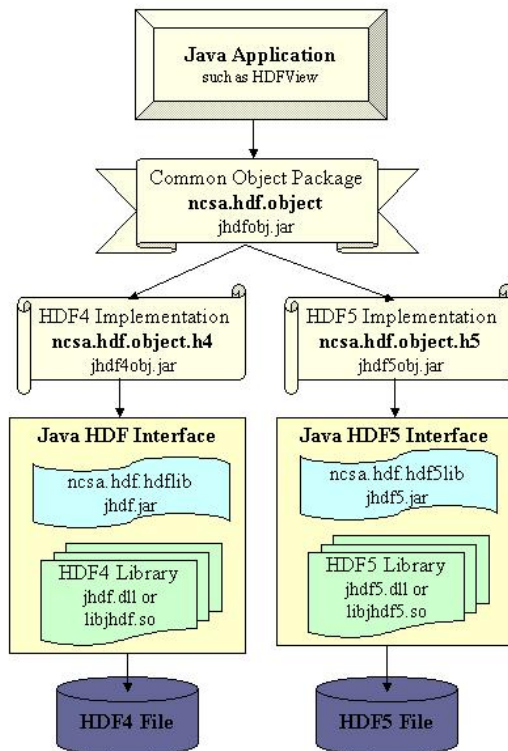 Java Application
such as HDFView
Common Object Package
ncsa.hdf.object
jhdfobj.jar
HDF4 Implementation
ncsa.hdf.object.h4
jhdf4obj.jar
HDF5 Implementation
ncsa.hdf.object.h5
jhdf5obj.jar
Java HDF Interface
ncsa.hdf.hdflib
jhdf.jar
HDF4 Library
jhdf.dll or
libjhdf.so
Java HDF5 Interface
ncsa.hdf.hdf5lib
jhdf5.jar
HDF5 Library
jhdf5.dll or
libjhdf5.so
HDF4 File
HDF5 File